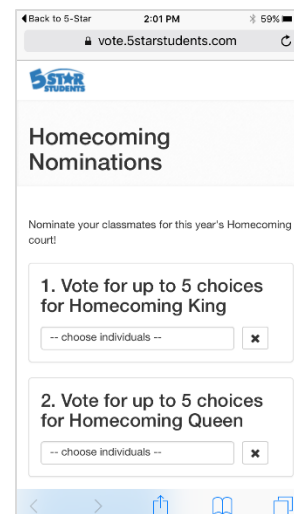 Back to 5-Star 2:01 PM 59%
vote.5starstudents.com
5STAR
STUDENTS
Homecoming
Nominations
Nominate your classmates for this year's Homecoming
court!
1. Vote for up to 5 choices
for Homecoming King
-- choose individuals --
2. Vote for up to 5 choices
for Homecoming Queen
-- choose individuals --